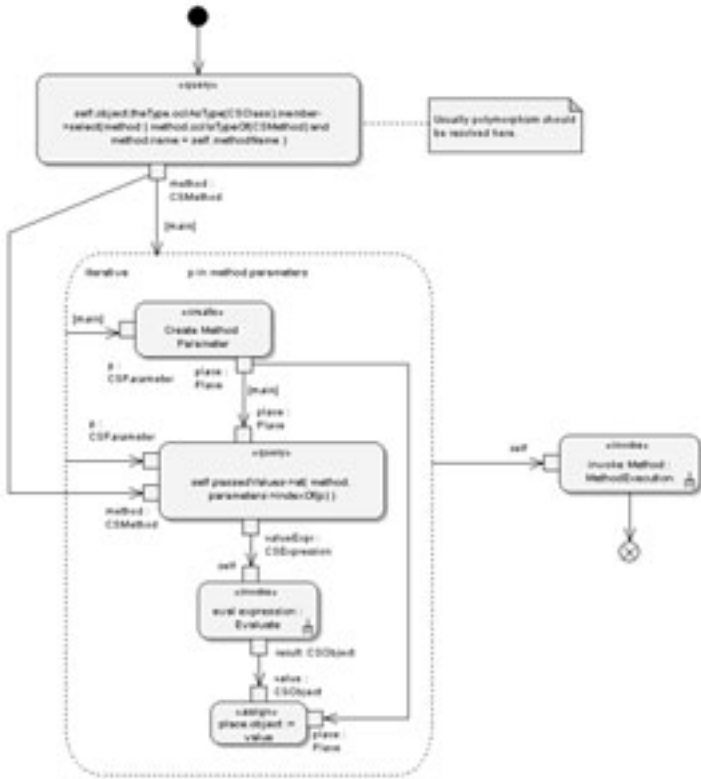 «query»
self.object.theType.oclAsType(CSClass).member-
>select(method | method.oclIsTypeOf(CSMethod) and
method.name = self.methodName )
Usually polymorphism should
be resolved here.
method :
CSMethod
[main]
iterative
p in method parameters
[main]
«create»
Create Method
Parameter
p :
CSParameter
place :
Place
[main]
place :
Place
p :
CSParameter
«query»
self.passedValues->at( method.
parameters->indexOf(p) )
method :
CSMethod
valueExpr :
CSExpression
self
«invoke»
eval expression :
Evaluate
result: CSObject
value :
CSObject
«assign»
place.object :=
value
place :
Place
self
«invoke»
invoke Method :
MethodExecution